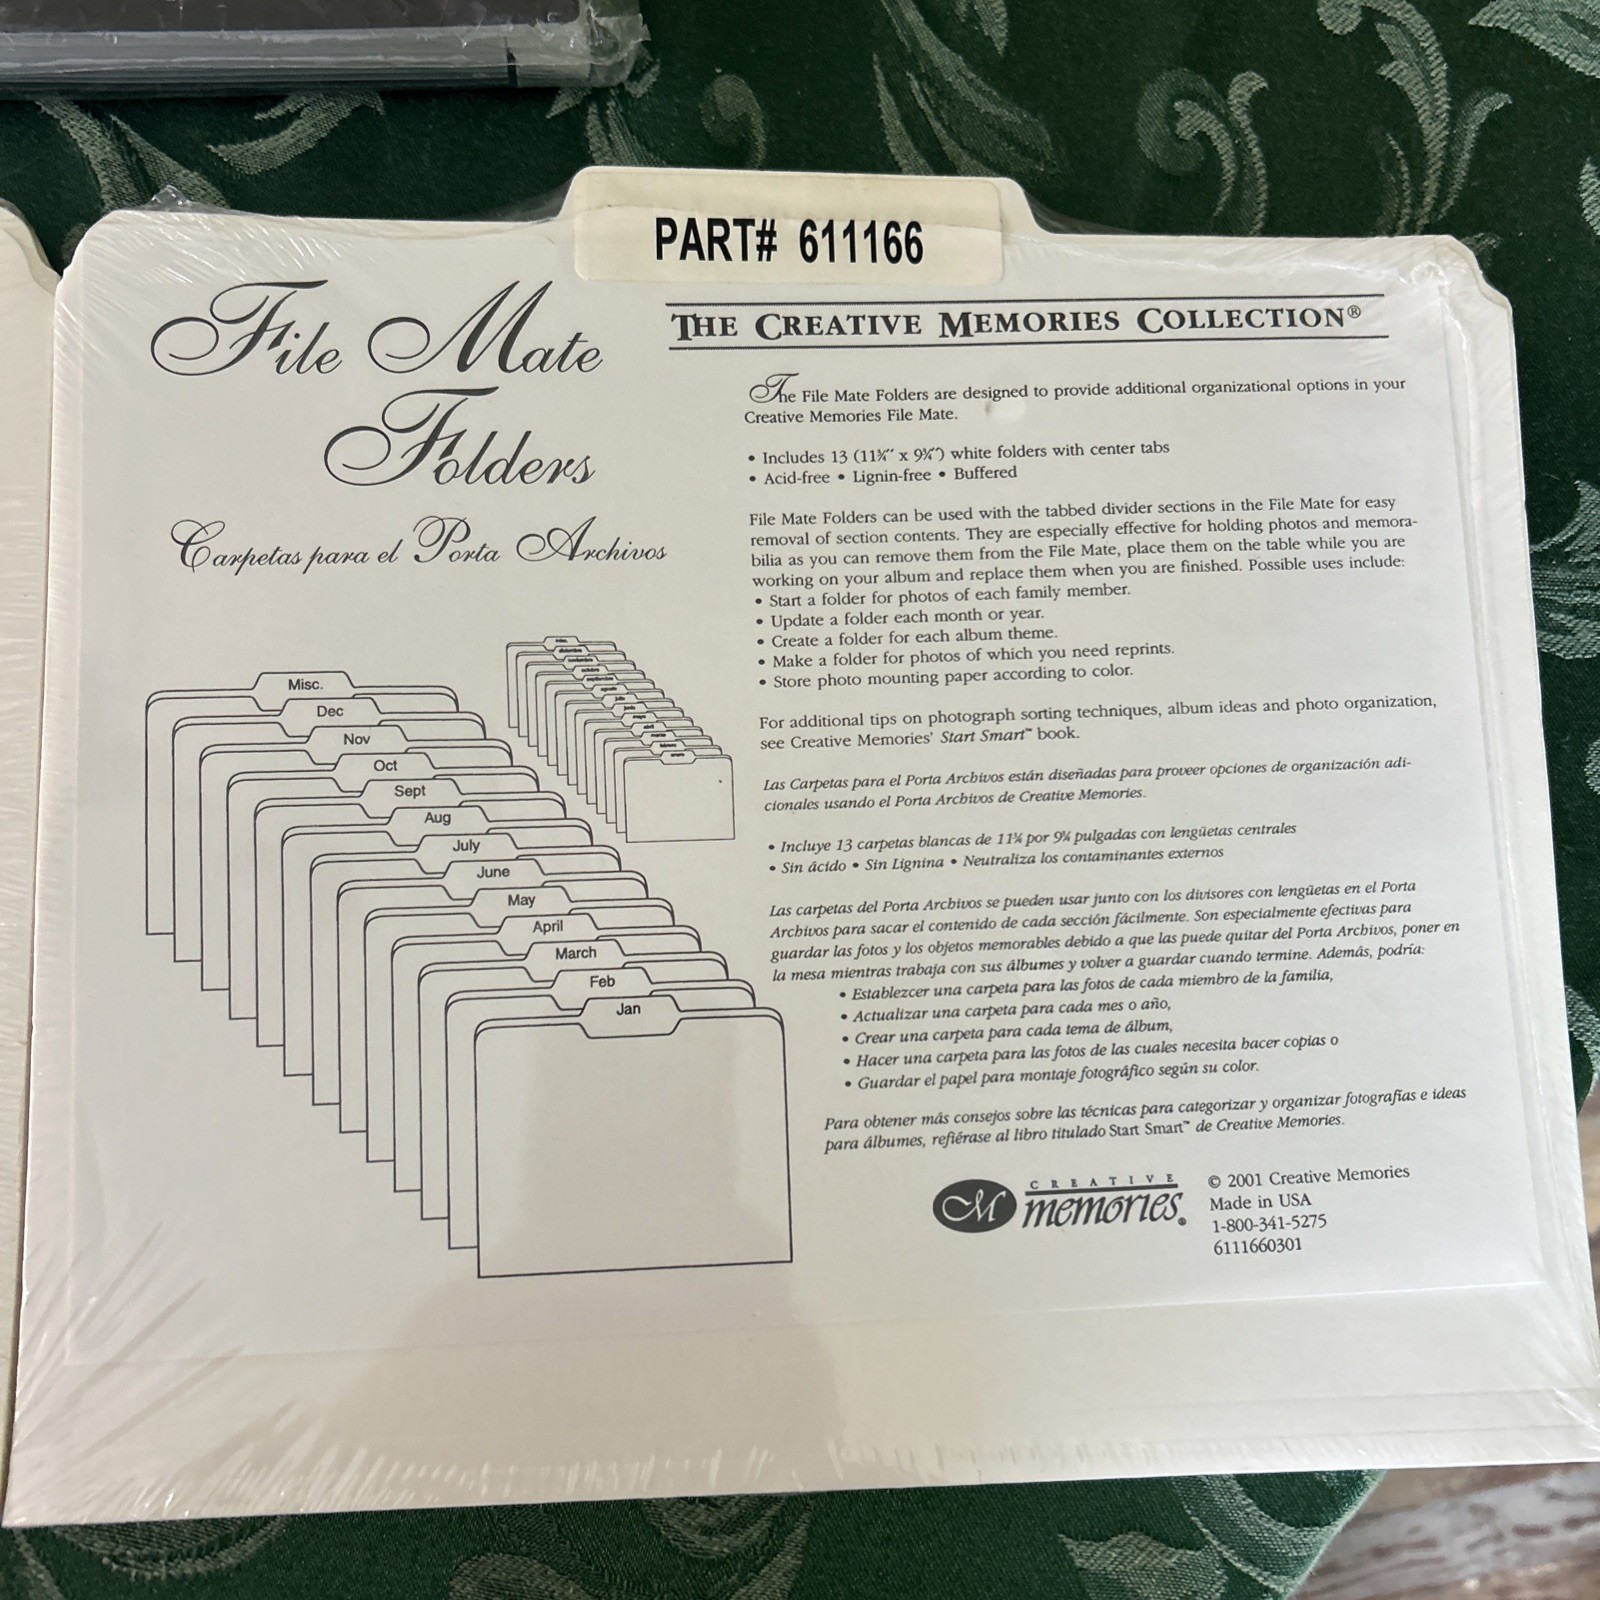 PART# 611166
File Mate
Folders
Carpetas para el Porta Archivos
THE CREATIVE MEMORIES COLLECTION®
The File Mate Folders are designed to provide additional organizational options in your
Creative Memories File Mate.
• Includes 13 (11¾" x 9¾") white folders with center tabs
• Acid-free • Lignin-free • Buffered
File Mate Folders can be used with the tabbed divider sections in the File Mate for easy
removal of section contents. They are especially effective for holding photos and memora-
bilia as you can remove them from the File Mate, place them on the table while you are
working on your album and replace them when you are finished. Possible uses include:
• Start a folder for photos of each family member.
• Update a folder each month or year.
• Create a folder for each album theme.
• Make a folder for photos of which you need reprints.
• Store photo mounting paper according to color.
For additional tips on photograph sorting techniques, album ideas and photo organization,
see Creative Memories' Start Smart™ book.
Las Carpetas para el Porta Archivos están diseñadas para proveer opciones de organización adi-
cionales usando el Porta Archivos de Creative Memories.
• Incluye 13 carpetas blancas de 11¾ por 9¾ pulgadas con lengüetas centrales
• Sin ácido • Sin Lignina • Neutraliza los contaminantes externos
Las carpetas del Porta Archivos se pueden usar junto con los divisores con lengüetas en el Porta
Archivos para sacar el contenido de cada sección fácilmente. Son especialmente efectivas para
guardar las fotos y los objetos memorables debido a que las puede quitar del Porta Archivos, poner en
la mesa mientras trabaja con sus álbumes y volver a guardar cuando termine. Además, podría:
• Establezcer una carpeta para las fotos de cada miembro de la familia,
• Actualizar una carpeta para cada mes o año,
• Crear una carpeta para cada tema de álbum,
• Hacer una carpeta para las fotos de las cuales necesita hacer copias o
• Guardar el papel para montaje fotográfico según su color.
Para obtener más consejos sobre las técnicas para categorizar y organizar fotografías e ideas
para álbumes, refiérase al libro titulado Start Smart™ de Creative Memories.
Misc.
Dec
Nov
Oct
Sept
Aug
July
June
May
April
March
Feb
Jan
CM
CREATIVE
memories®
© 2001 Creative Memories
Made in USA
1-800-341-5275
6111660301